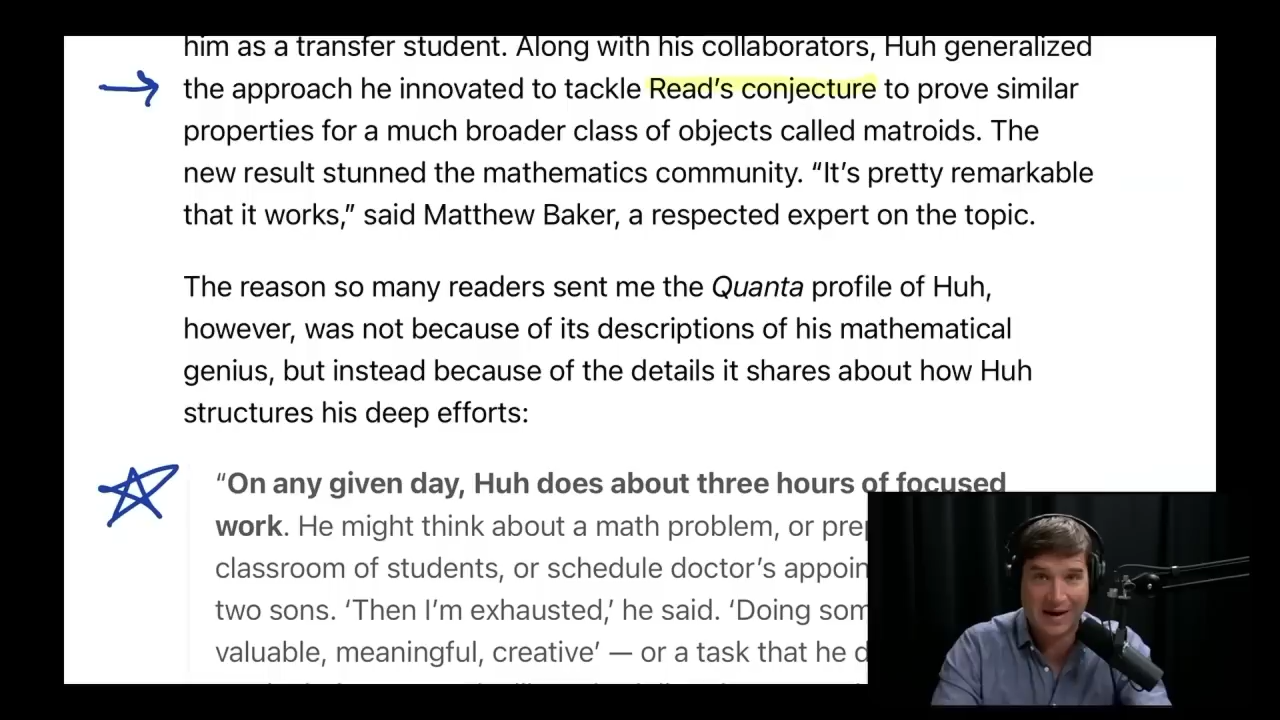 him as a transfer student. Along with his collaborators, Huh generalized
the approach he innovated to tackle Read’s conjecture to prove similar
properties for a much broader class of objects called matroids. The
new result stunned the mathematics community. “It’s pretty remarkable
that it works,” said Matthew Baker, a respected expert on the topic.
The reason so many readers sent me the Quanta profile of Huh,
however, was not because of its descriptions of his mathematical
genius, but instead because of the details it shares about how Huh
structures his deep efforts:
“On any given day, Huh does about three hours of focused
work. He might think about a math problem, or
classroom of students, or schedule doctor’s
two sons. ‘Then I’m exhausted,’ he said. ‘Doing
valuable, meaningful, creative’ — or a task that he